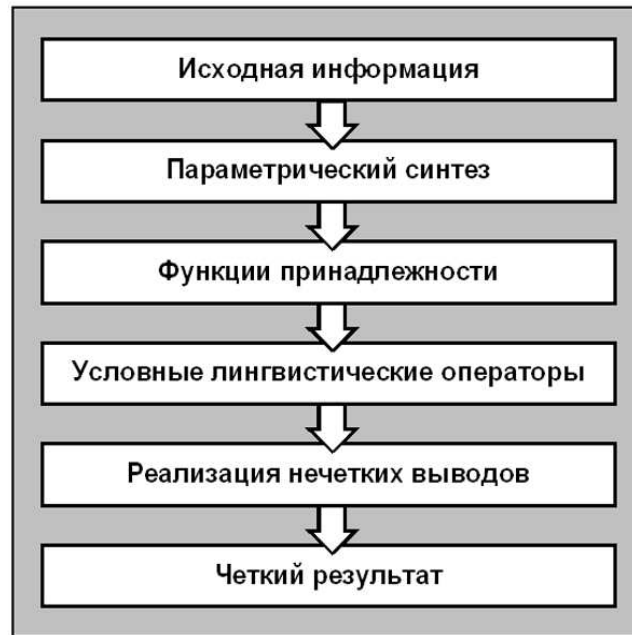 Исходная информация
Параметрический синтез
Функции принадлежности
Условные лингвистические операторы
Реализация нечетких выводов
Четкий результат